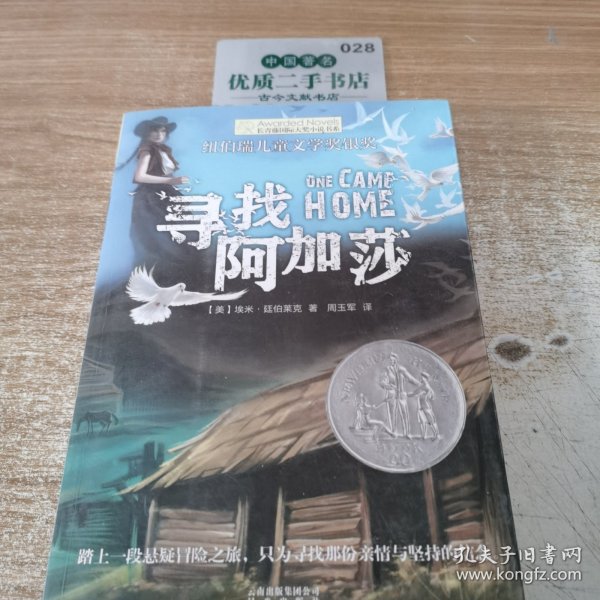 028
中国著名
优质二手书店
古今文献书店
Awarded Novels
长青藤国际大奖小说书系
纽伯瑞儿童文学奖银奖
ONE CAME
HOME
寻找
阿加莎
【美】埃米·廷伯莱克 著 周玉军 译
踏上一段悬疑冒险之旅,只为寻找那份亲情与坚持的
云南出版集团公司
孔夫子旧书网
www.kongfz.com